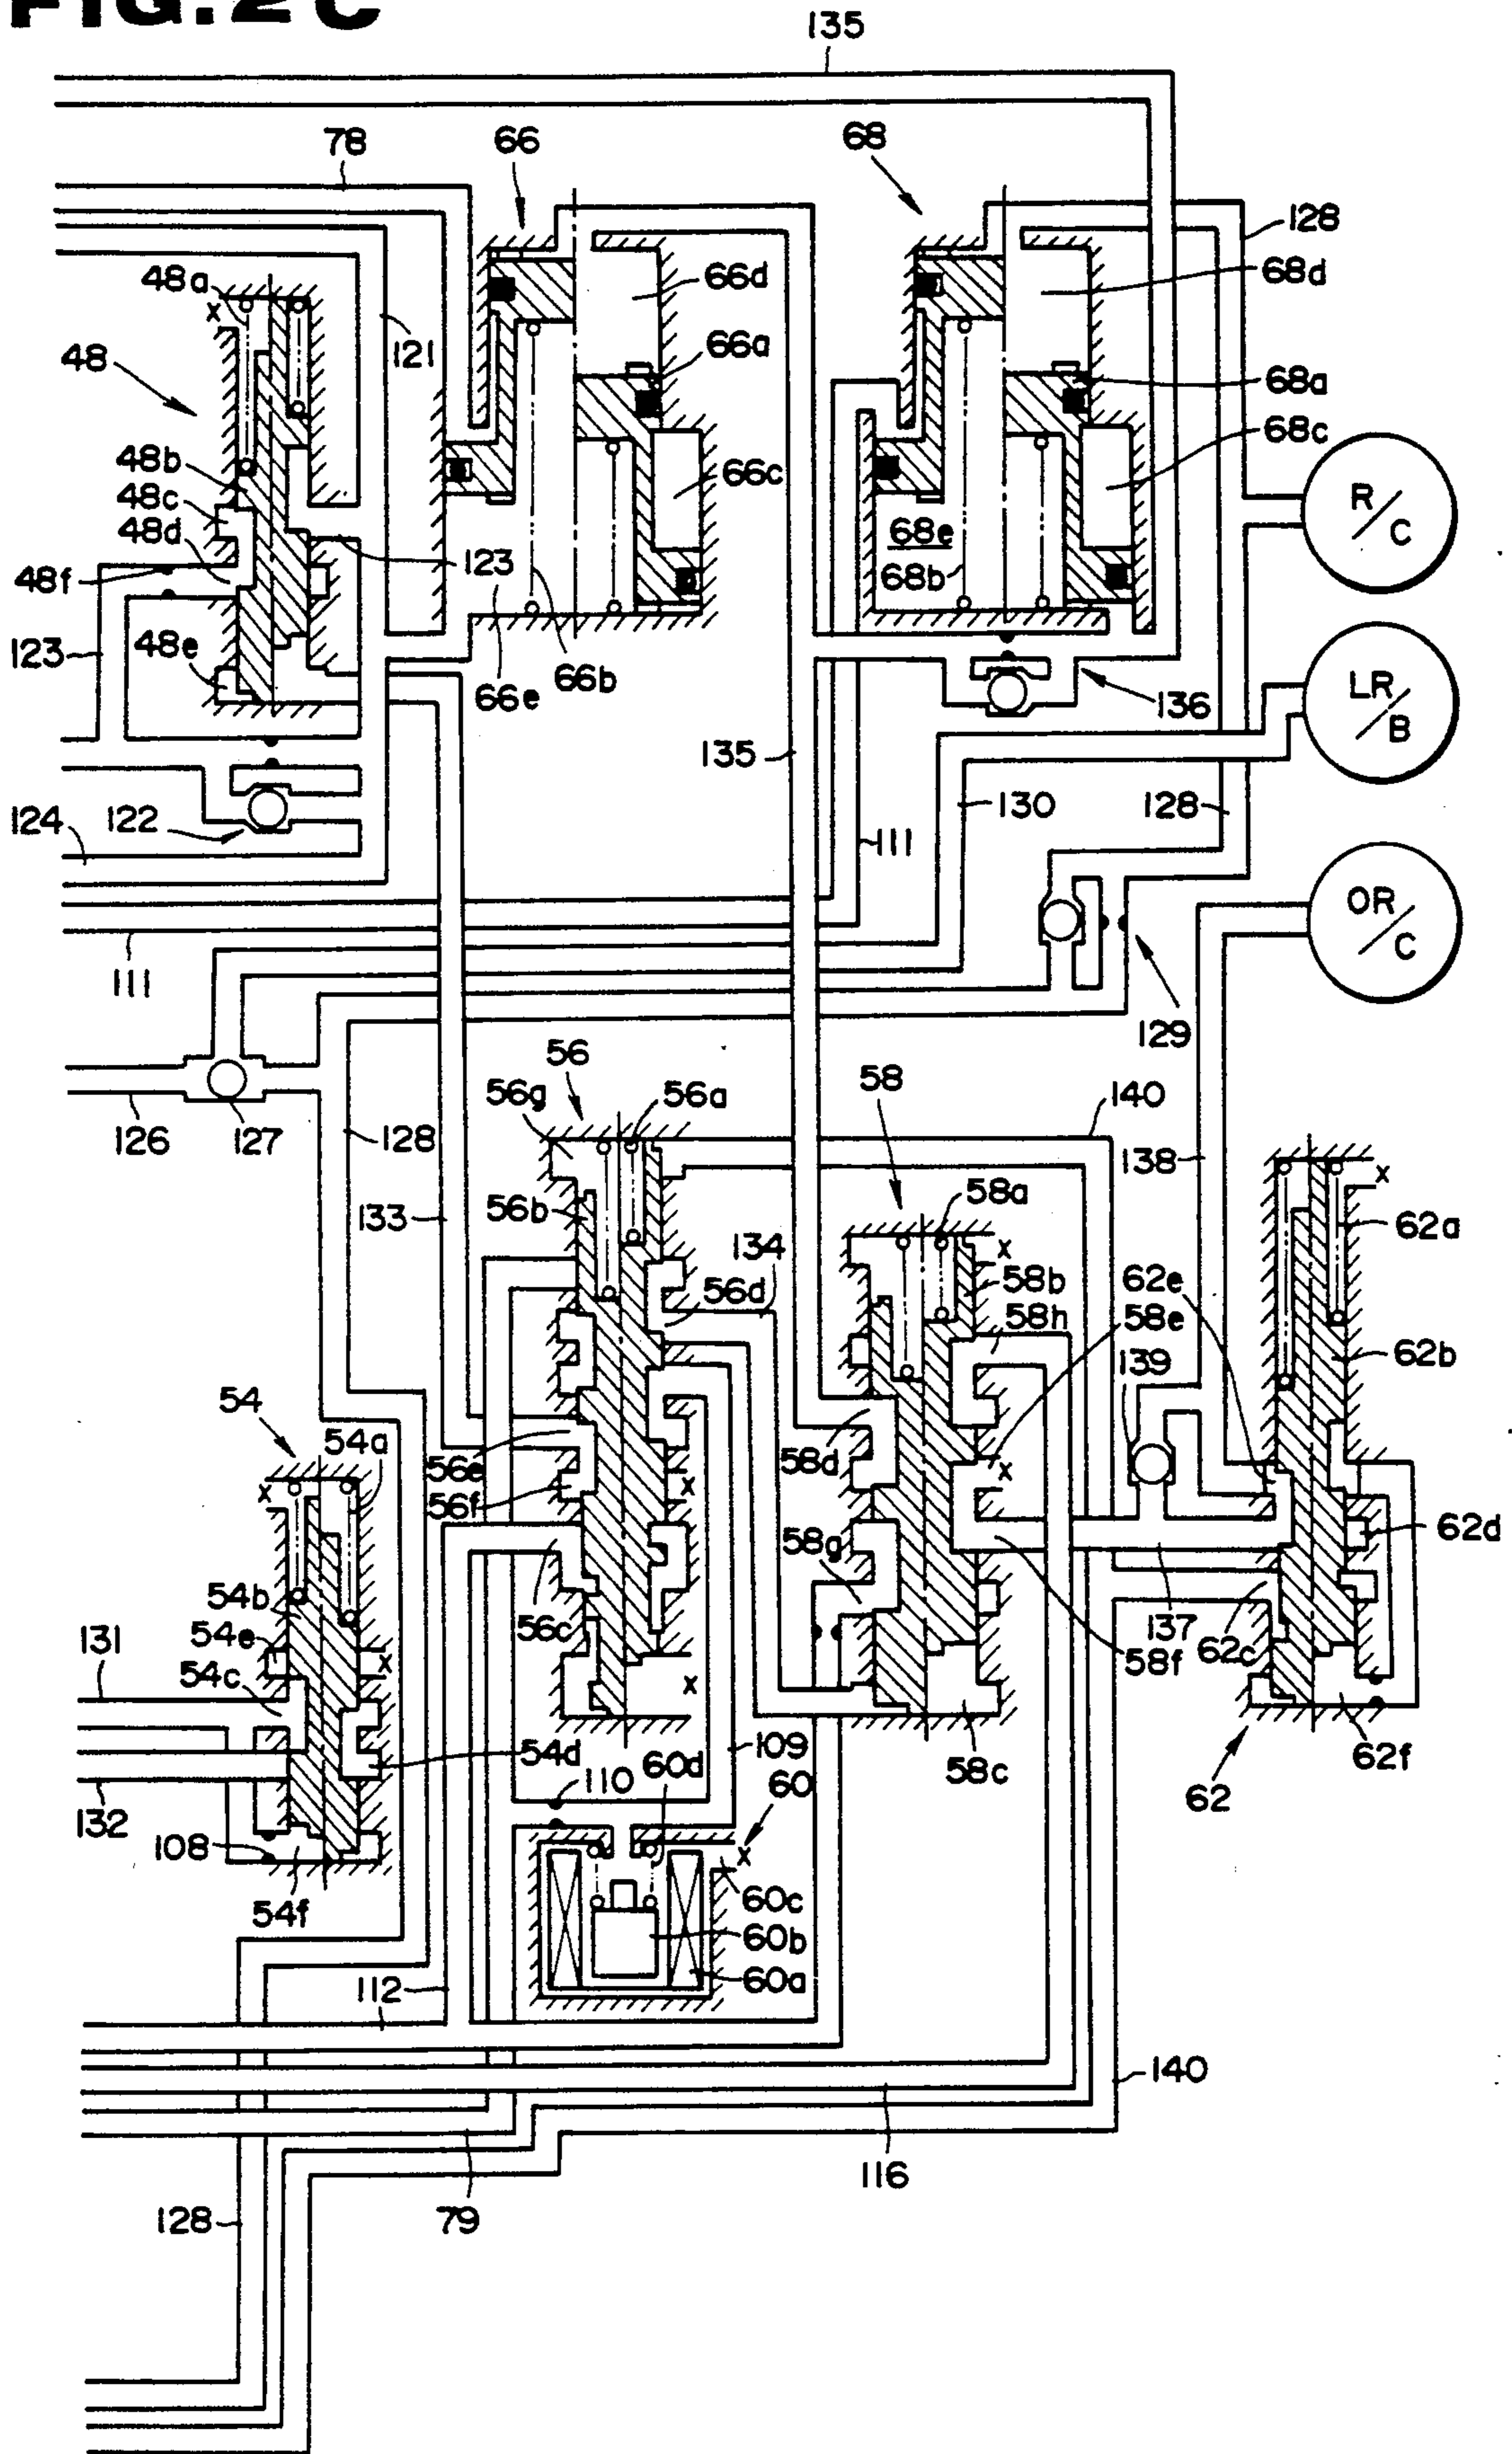 FIG. 2C
135
78
66
68
128
48a
x
66d
68d
48
121
66a
68a
48b
68c
R/C
48c
66c
48d
68e
48f
123
68b
123
48e
66b
66e
136
LR/B
135
124
122
130
128
111
OR/C
111
129
56
58
56g
56a
140
126
127
128
138
x
133
56b
58a
62a
134
x
56d
58b
62e
58h
58e
139
62b
54
54a
58d
56e
x
x
x
56f
62d
58g
54b
56c
137
131
54e
58f
62c
54c
x
x
109
54d
60d
58c
62f
110
60
132
62
108
x
60c
54f
60b
60a
112
140
116
128
79